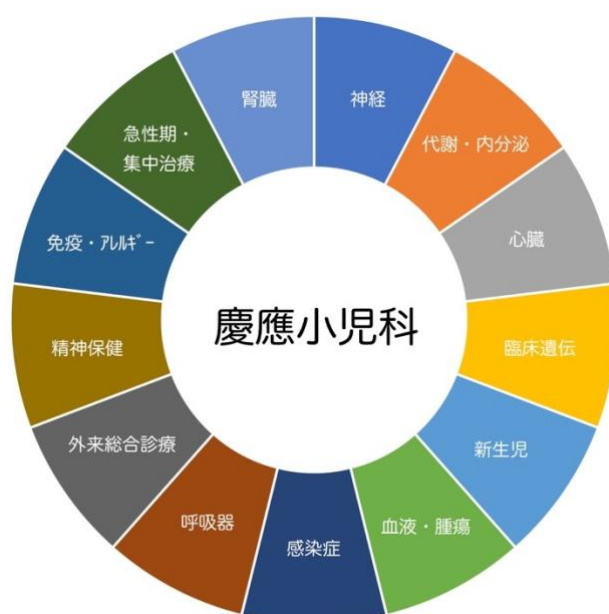 慶應小児科
神経
代謝・内分泌
心臓
臨床遺伝
新生児
血液・腫瘍
感染症
呼吸器
外来総合診療
精神保健
免疫・ｱﾚﾙｷﾞｰ
急性期・
集中治療
腎臓